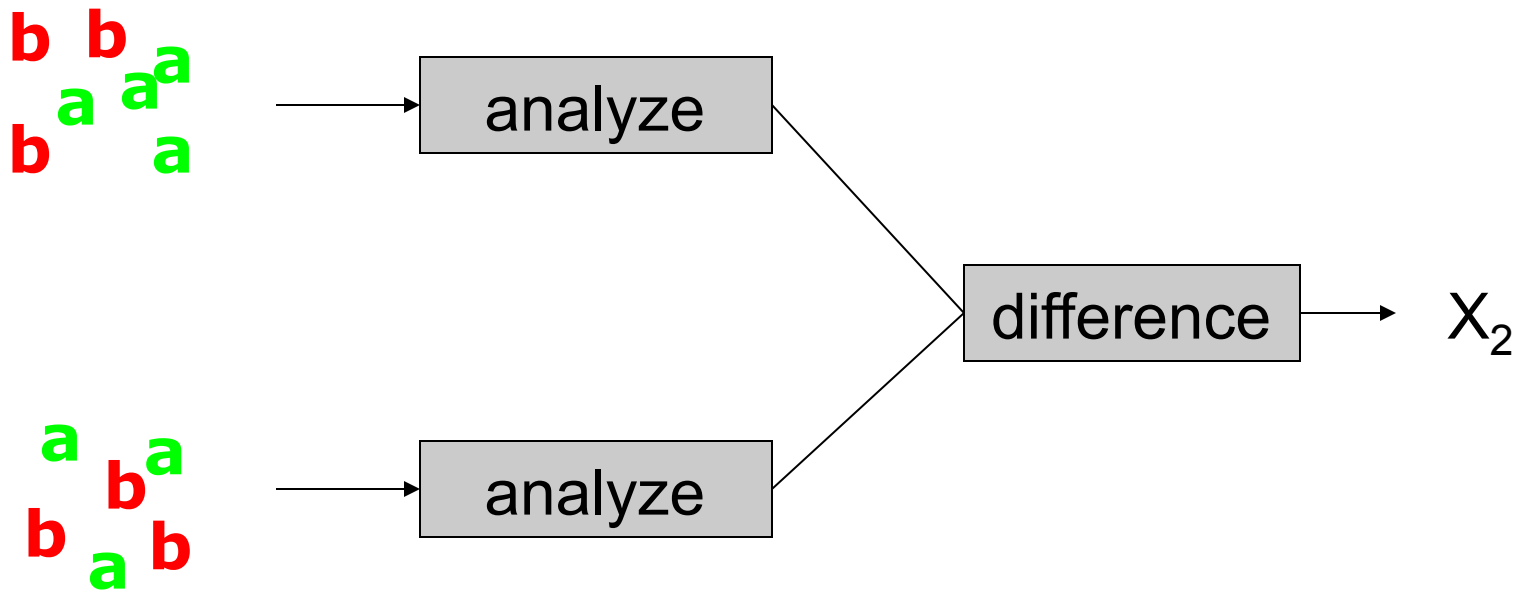 b b a
a a
b a
analyze
difference X₂
a a
b
b b
a
analyze